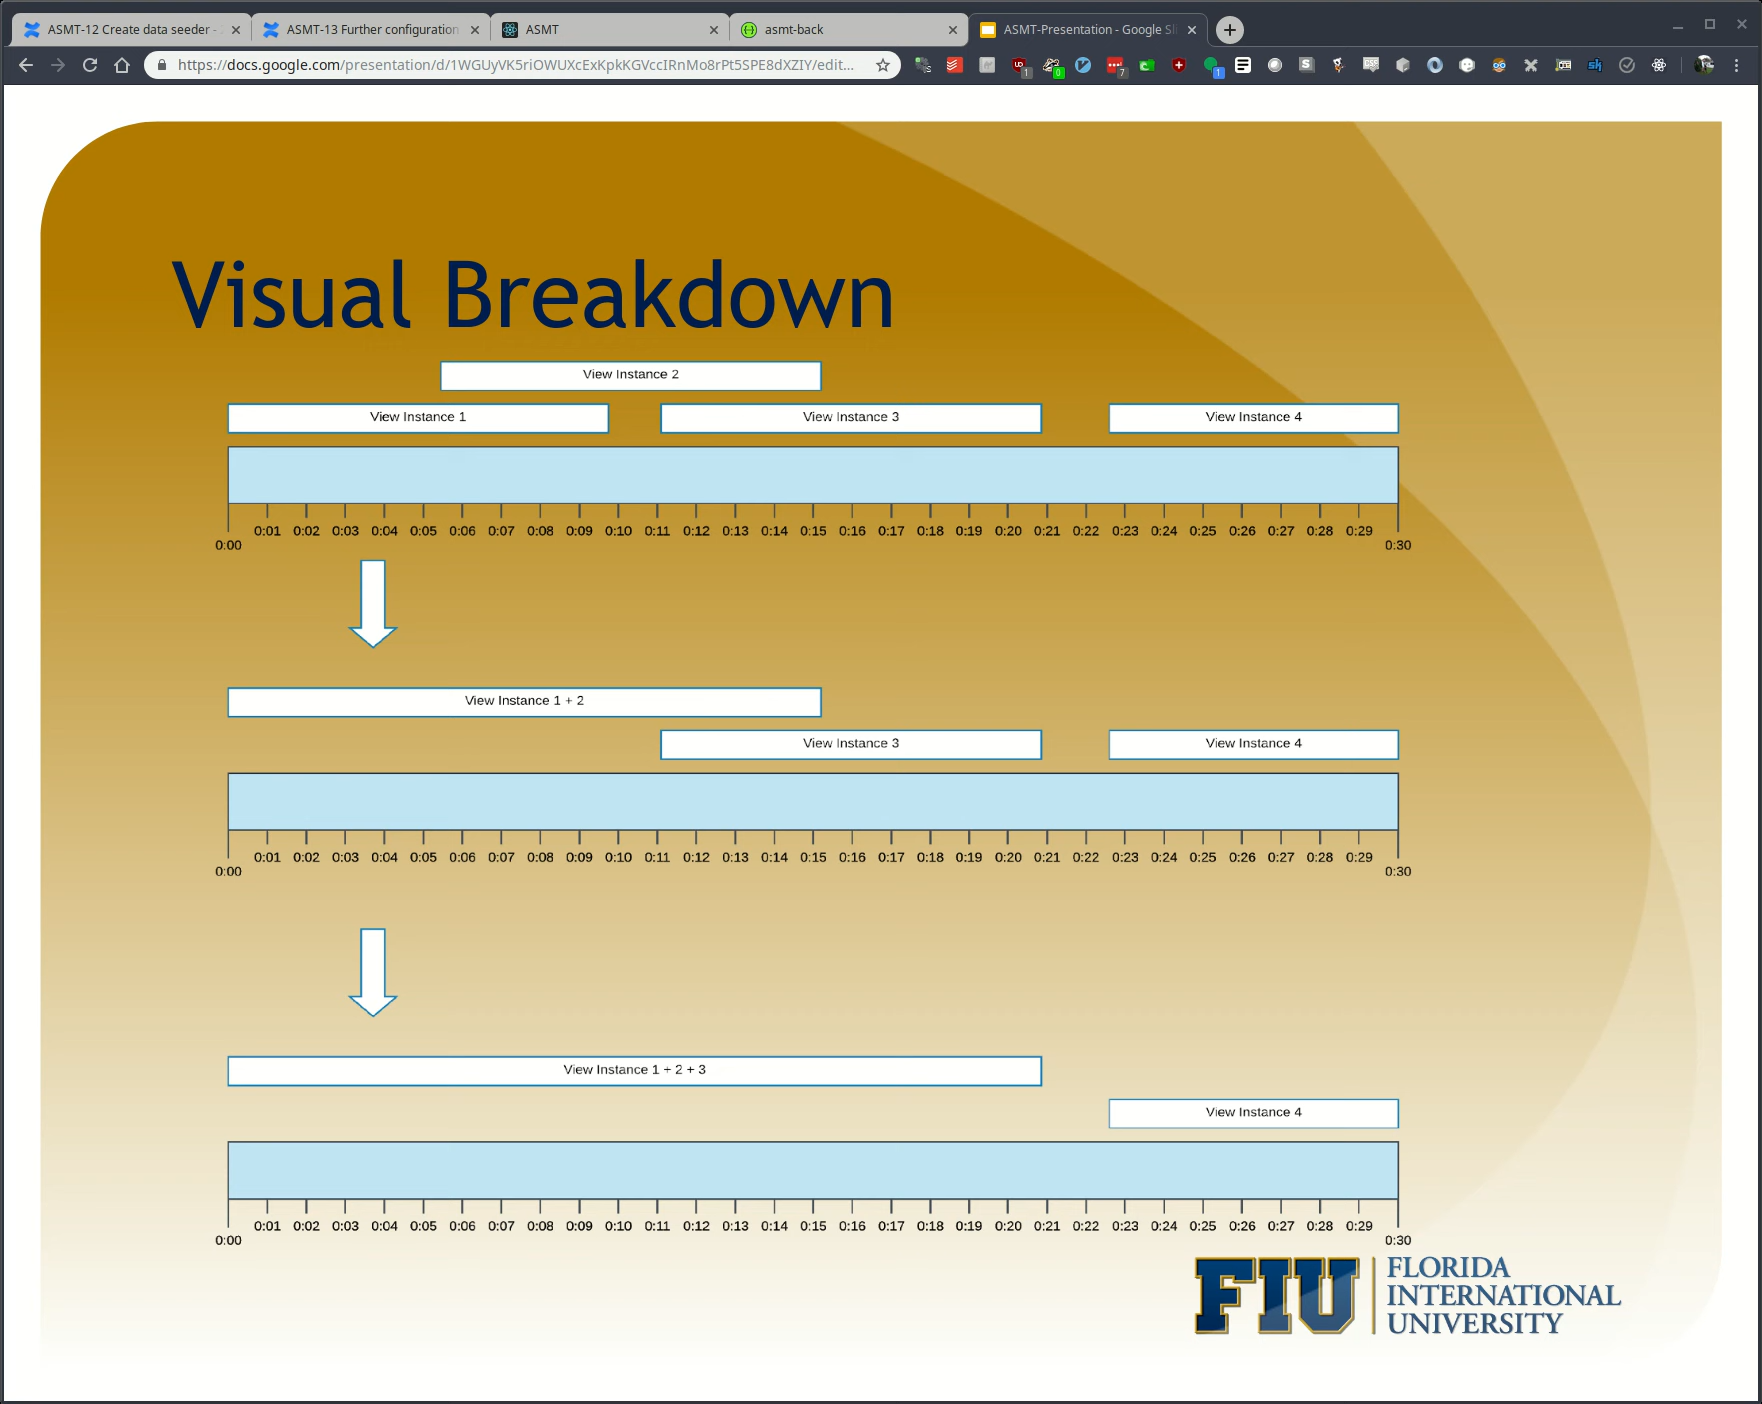 ASMT-12 Create data seeder -
ASMT-13 Further configuration
ASMT
asmt-back
ASMT-Presentation - Google Sl
https://docs.google.com/presentation/d/1WGUyVK5riOWUXcExKpkKGVccIRnMo8rPt5SPE8dXZIY/edit...
Visual Breakdown
View Instance 2
View Instance 1
View Instance 3
View Instance 4
0:01 0:02 0:03 0:04 0:05 0:06 0:07 0:08 0:09 0:10 0:11 0:12 0:13 0:14 0:15 0:16 0:17 0:18 0:19 0:20 0:21 0:22 0:23 0:24 0:25 0:26 0:27 0:28 0:29
0:00 0:30
View Instance 1 + 2
View Instance 3
View Instance 4
0:01 0:02 0:03 0:04 0:05 0:06 0:07 0:08 0:09 0:10 0:11 0:12 0:13 0:14 0:15 0:16 0:17 0:18 0:19 0:20 0:21 0:22 0:23 0:24 0:25 0:26 0:27 0:28 0:29
0:00 0:30
View Instance 1 + 2 + 3
View Instance 4
0:01 0:02 0:03 0:04 0:05 0:06 0:07 0:08 0:09 0:10 0:11 0:12 0:13 0:14 0:15 0:16 0:17 0:18 0:19 0:20 0:21 0:22 0:23 0:24 0:25 0:26 0:27 0:28 0:29
0:00 0:30
FIU
FLORIDA
INTERNATIONAL
UNIVERSITY